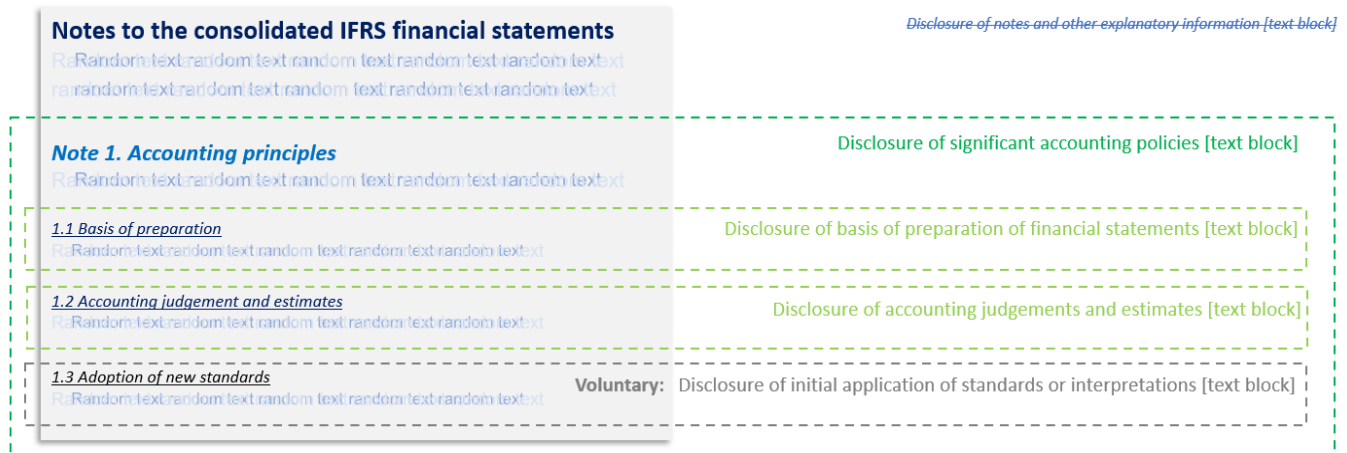 Notes to the consolidated IFRS financial statements
Disclosure of notes and other explanatory information [text block]
Random text random text random text random text random text
random text random text random text random text random text
Disclosure of significant accounting policies [text block]
Note 1. Accounting principles
Random text random text random text random text random text
1.1 Basis of preparation
Disclosure of basis of preparation of financial statements [text block]
Random text random text random text random text random text
1.2 Accounting judgement and estimates
Disclosure of accounting judgements and estimates [text block]
Random text random text random text random text random text
1.3 Adoption of new standards
Voluntary: Disclosure of initial application of standards or interpretations [text block]
Random text random text random text random text random text